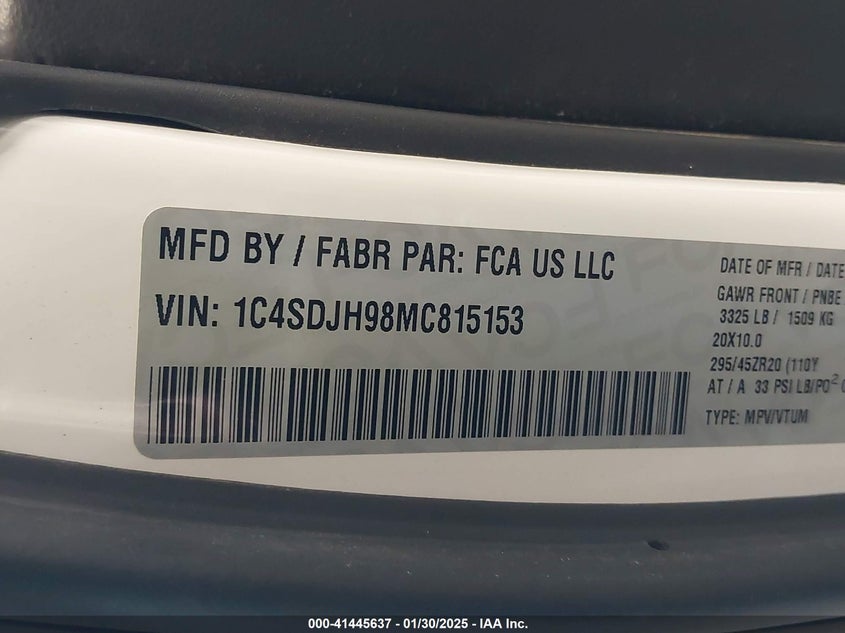 MFD BY / FABR PAR: FCA US LLC
VIN: 1C4SDJH98MC815153
DATE OF MFR / DATE
GAWR FRONT / PNBE
3325 LB / 1509 KG
20X10.0
295/45ZR20 (110Y
AT / A 33 PSI LB/PO²
TYPE: MPV/VTUM
000-41445637 - 01/30/2025 - IAA Inc.